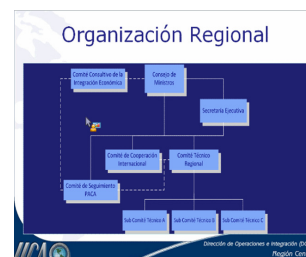 Organización Regional
Comité Consultivo de la
Integración Económica
Consejo de
Ministros
Secretaría Ejecutiva
Comité de Cooperación
Internacional
Comité Técnico
Regional
Comité de Seguimiento
PACA
Sub Comité Técnico A
Sub Comité Técnico B
Sub Comité Técnico C
IICA
Dirección de Operaciones e Integración (DO
Región Cen